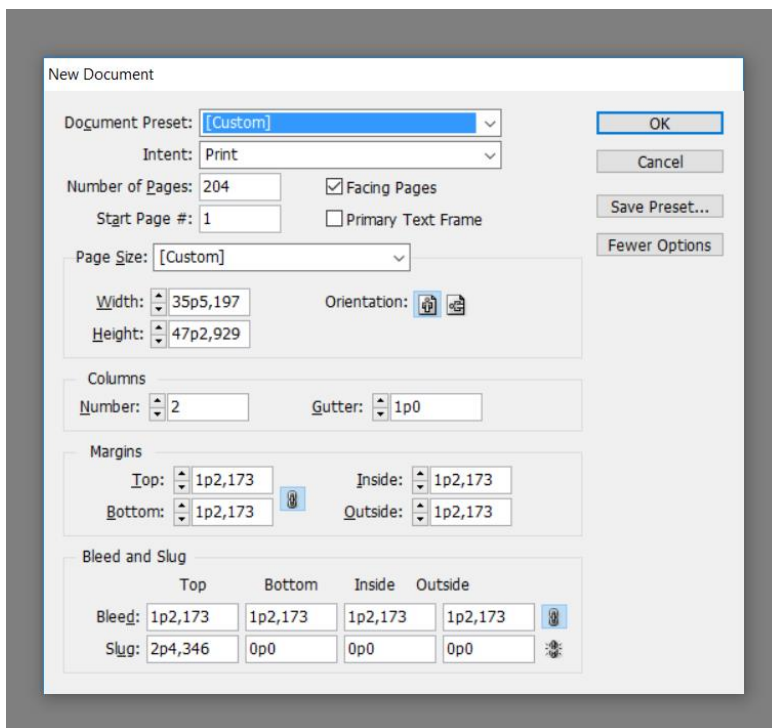 New Document
Document Preset: [Custom]
OK
Intent: Print
Cancel
Number of Pages: 204
Facing Pages
Save Preset...
Start Page #: 1
Primary Text Frame
Fewer Options
Page Size: [Custom]
Width: 35p5,197
Orientation:
Height: 47p2,929
Columns
Number: 2
Gutter: 1p0
Margins
Top: 1p2,173
Inside: 1p2,173
Bottom: 1p2,173
Outside: 1p2,173
Bleed and Slug
Top Bottom Inside Outside
Bleed: 1p2,173 1p2,173 1p2,173 1p2,173
Slug: 2p4,346 0p0 0p0 0p0